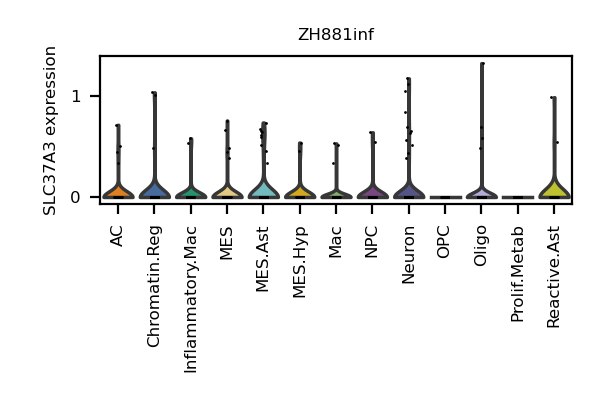 ZH881inf
SLC37A3 expression
1
0
AC
Chromatin.Reg
Inflammatory.Mac
MES
MES.Ast
MES.Hyp
Mac
NPC
Neuron
OPC
Oligo
Prolif.Metab
Reactive.Ast